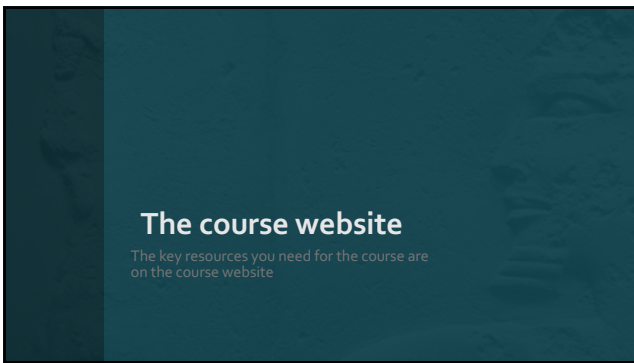 The course website
The key resources you need for the course are
on the course website